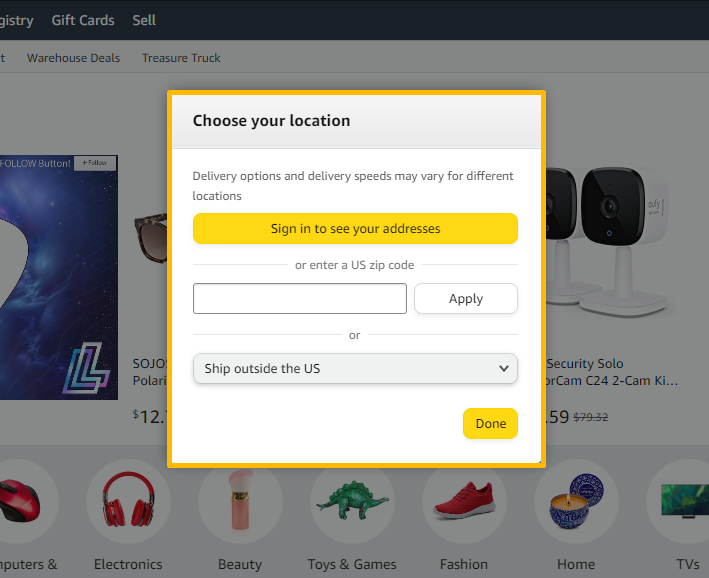 gistry Gift Cards Sell
t Warehouse Deals Treasure Truck
Choose your location
FOLLOW Button! + Follow
Delivery options and delivery speeds may vary for different
locations
Sign in to see your addresses
or enter a US zip code
Apply
or
Ship outside the US
Done
eufy
SOJOS
Polari
Security Solo
orCam C24 2-Cam Ki...
$12.
.59 $79.32
nputers & Electronics Beauty Toys & Games Fashion Home TVs